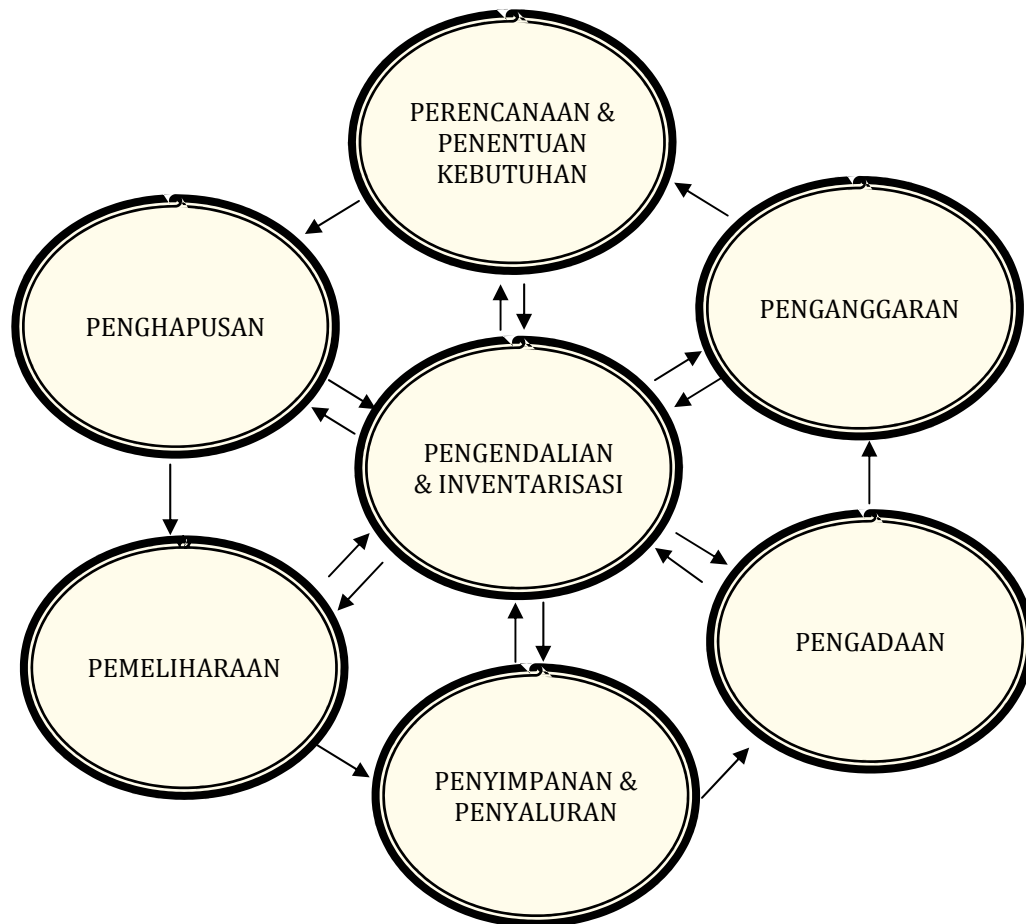 PERENCANAAN &
PENENTUAN
KEBUTUHAN
PENGHAPUSAN
PENGANGGARAN
PENGENDALIAN
& INVENTARISASI
PEMELIHARAAN
PENGADAAN
PENYIMPANAN &
PENYALURAN